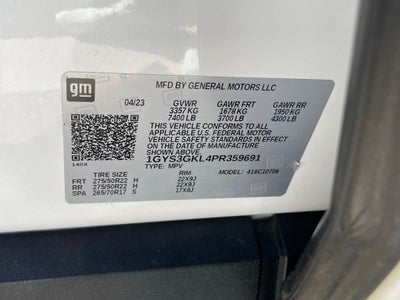 gm
MFD BY GENERAL MOTORS LLC
04/23 GVWR GAWR FRT GAWR RR
3357 KG 1678 KG 1950 KG
7400 LB 3700 LB 4300 LB
THIS VEHICLE CONFORMS TO ALL
APPLICABLE U.S. FEDERAL MOTOR
VEHICLE SAFETY STANDARDS IN EFFECT
ON THE DATE OF
MANUFACTURE SHOWN ABOVE.
1GYS3GKL4PR359691
140X TYPE: MPV
TIRE SIZE RIM MODEL:
FRT 275/50R22 H 22X9J
RR 275/50R22 H 22X9J
SPA 265/70R17 S 17X8J